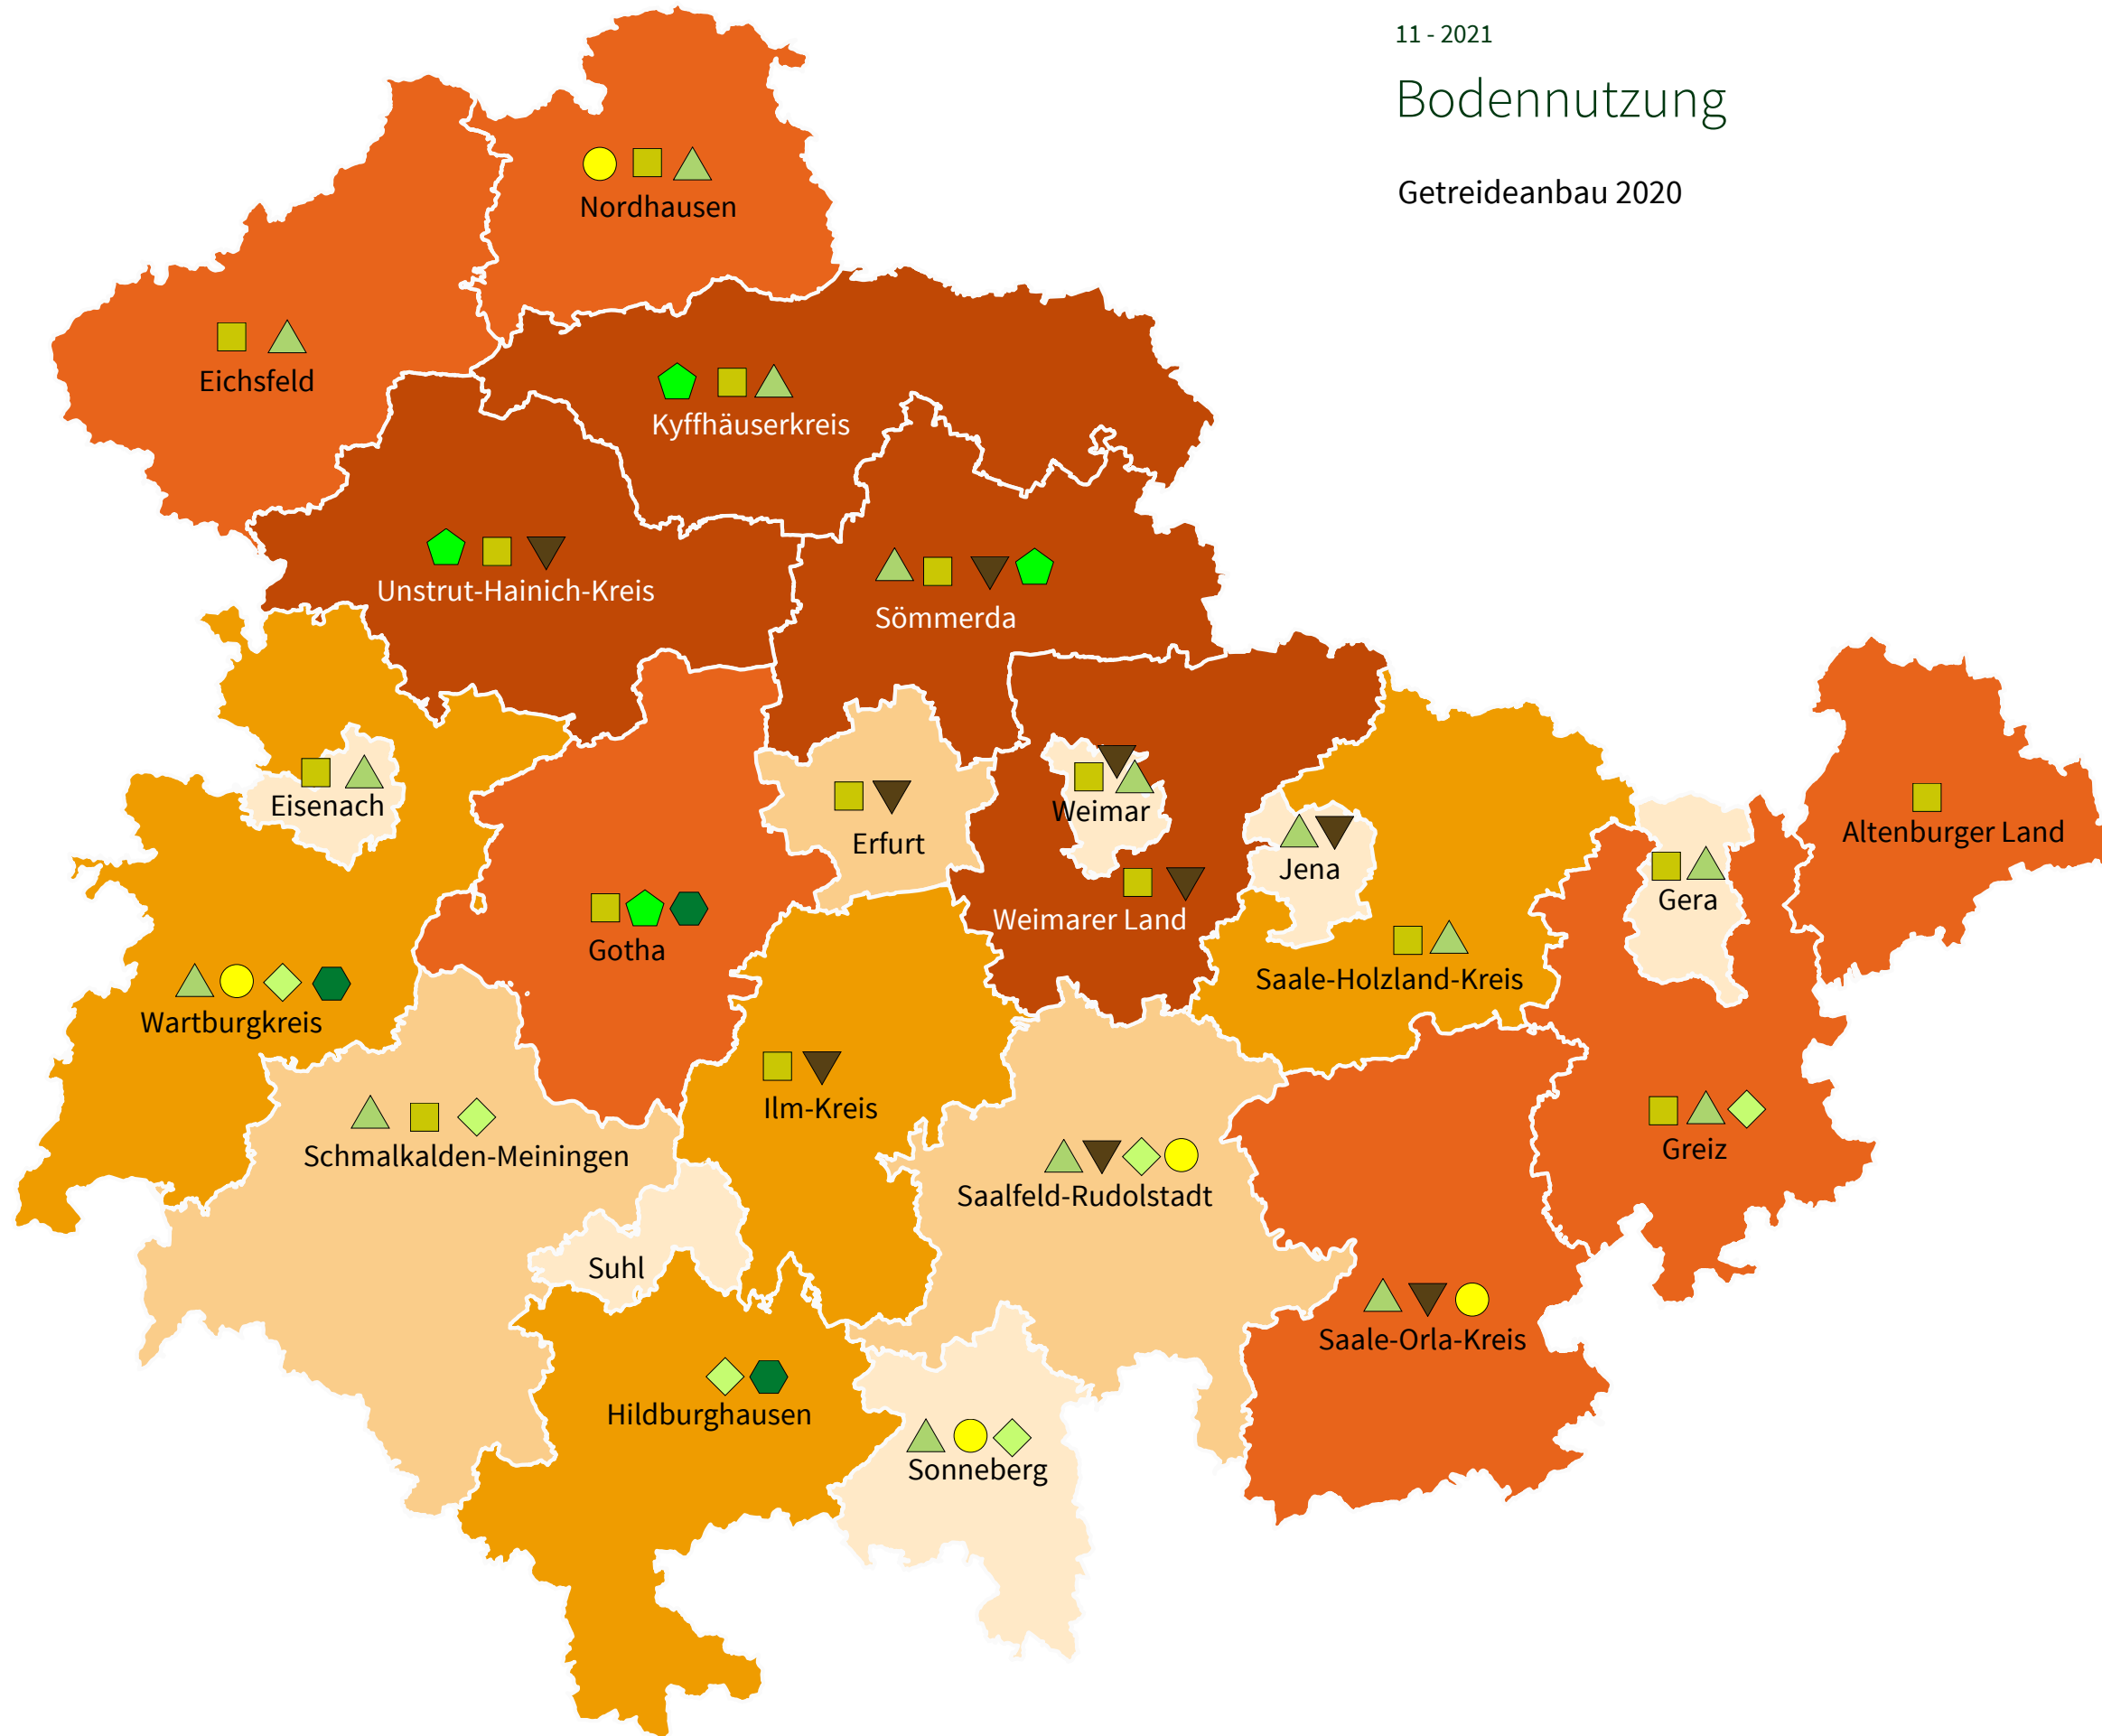 11 - 2021
Bodennutzung
Getreideanbau 2020
Nordhausen
Eichsfeld
Kyffhäuserkreis
Unstrut-Hainich-Kreis
Sömmerda
Eisenach
Erfurt
Weimar
Altenburger Land
Jena
Gera
Weimarer Land
Gotha
Saale-Holzland-Kreis
Wartburgkreis
Ilm-Kreis
Schmalkalden-Meiningen
Greiz
Saalfeld-Rudolstadt
Suhl
Saale-Orla-Kreis
Hildburghausen
Sonneberg